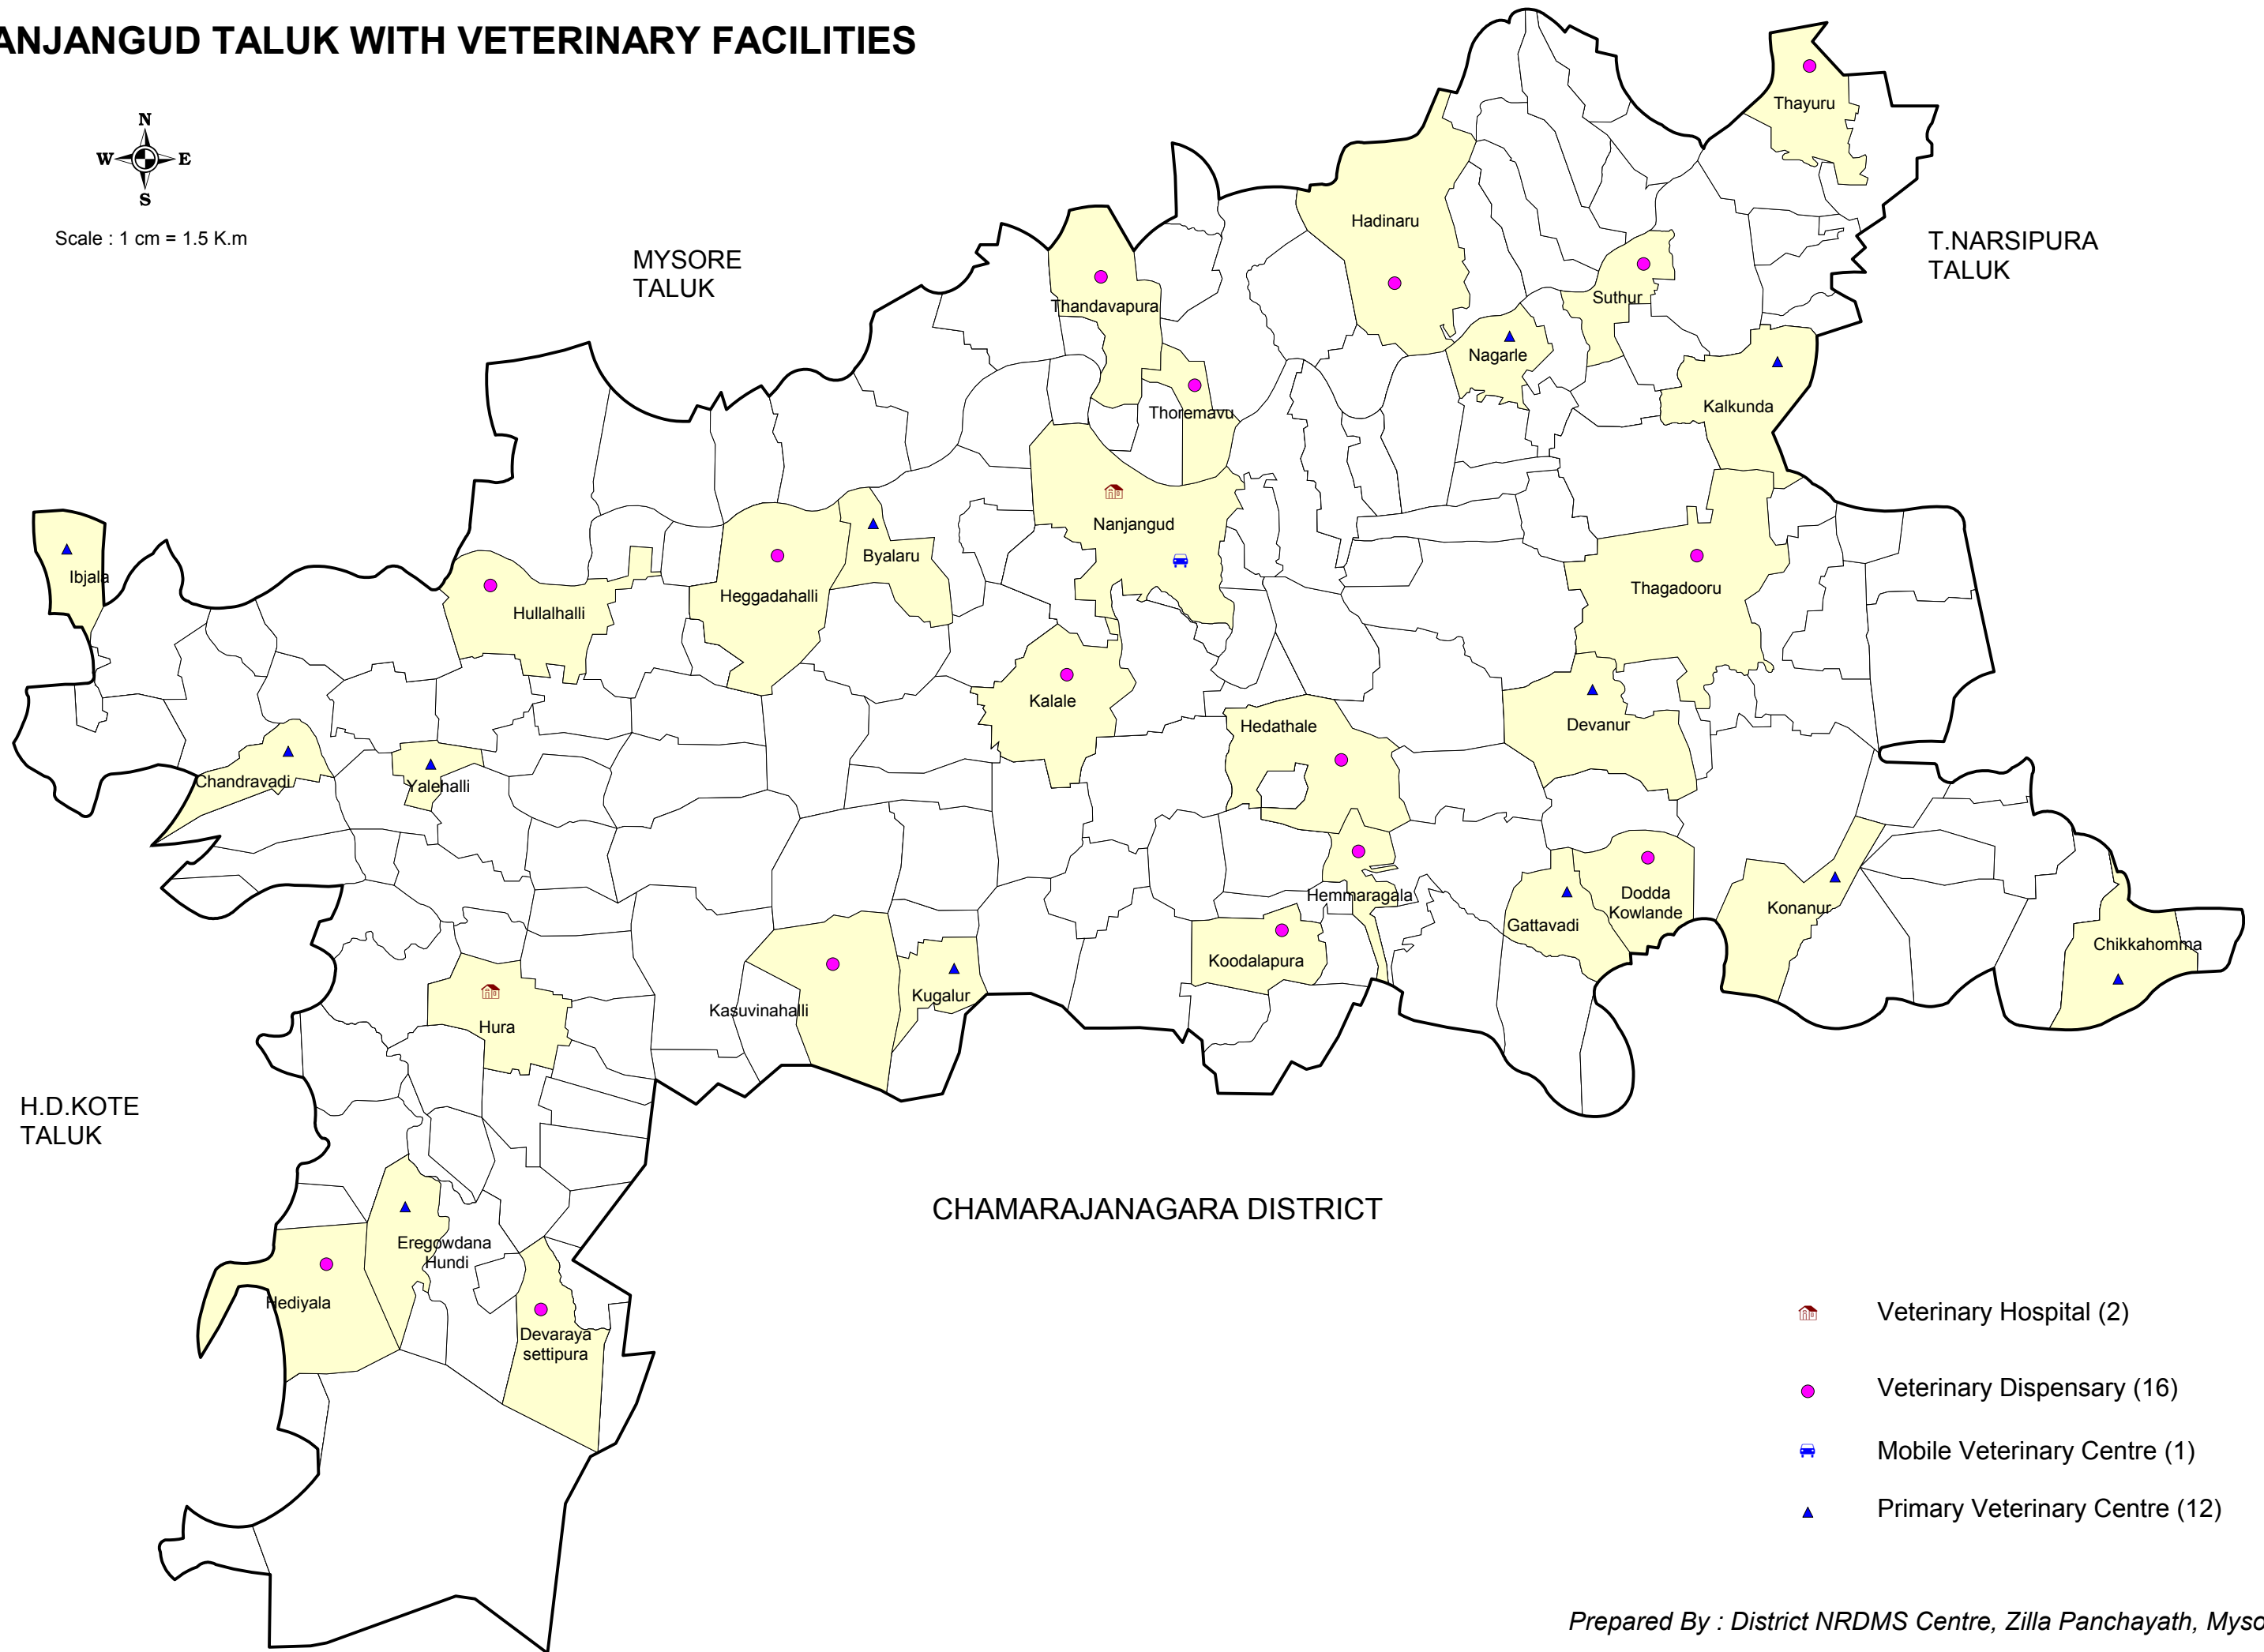 ANJANGUD TALUK WITH VETERINARY FACILITIES
N
W E
S
Scale : 1 cm = 1.5 K.m
MYSORE
TALUK
T.NARSIPURA
TALUK
Thayuru
Hadinaru
Thandavapura
Suthur
Nagarle
Thoremavu
Kalkunda
Nanjangud
Ibjala
Byalaru
Heggadahalli
Hullalhalli
Thagadooru
Kalale
Hedathale
Devanur
Chandravadi
Yalehalli
Hemmaragala
Dodda
Kowlande
Gattavadi
Konanur
Chikkahomma
Koodalapura
Kugalur
Kasuvinahalli
Hura
H.D.KOTE
TALUK
CHAMARAJANAGARA DISTRICT
Eregowdana
Hundi
Hediyala
Devaraya
settipura
Veterinary Hospital (2)
Veterinary Dispensary (16)
Mobile Veterinary Centre (1)
Primary Veterinary Centre (12)
Prepared By : District NRDMS Centre, Zilla Panchayath, Myso